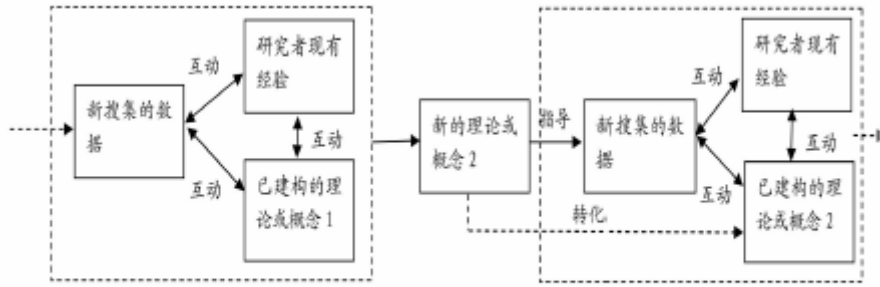 研究者现有
经验
互动
新搜集的数
据
互动
互动
已建构的理
论或概念 1
新的理论或
概念 2
指导
新搜集的数
据
研究者现有
经验
互动
互动
互动
已建构的理
论或概念 2
转化